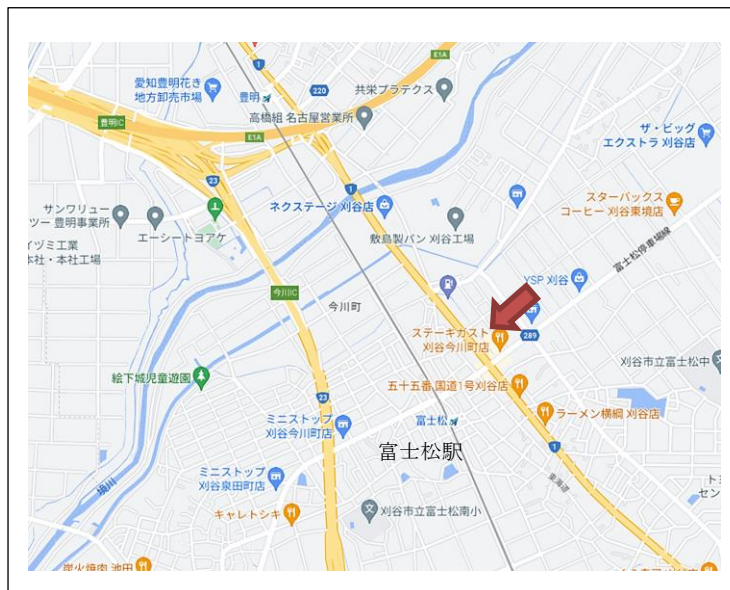 E1A
1
愛知豊明花き
地方卸売市場
220
共栄プラテクス
豊明
豊明IC
高橋組 名古屋営業所
E1A
ザ・ビッグ
エクストラ 刈谷店
23
1
サンワリュー
ツー 豊明事業所
ネクステージ 刈谷店
スターバックス
コーヒー 刈谷東境店
エーシートヨアケ
敷島製パン 刈谷工場
イヅミ工業
本社・本社工場
富士松停車場線
YSP 刈谷
今川IC
今川町
ステーキガスト
刈谷今川町店
289
刈谷市立富士松中
絵下城児童遊園
五十五番 国道1号刈谷店
23
ミニストップ
刈谷今川町店
富士松
ラーメン横綱 刈谷店
富士松駅
1
ミニストップ
刈谷泉田町店
東海道
境川
キャレトシキ
刈谷市立富士松南小
セン
炭火焼肉 池田